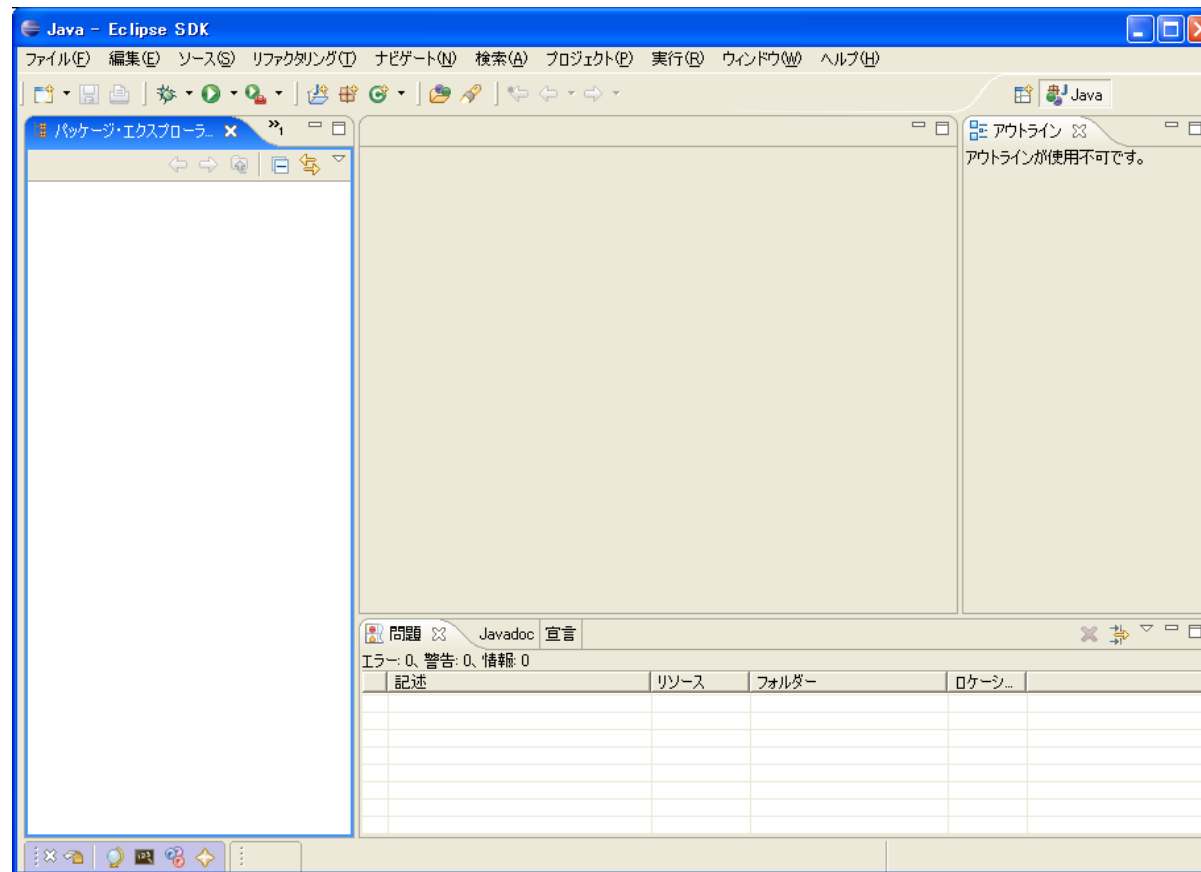 Java - Eclipse SDK
ファイル(F) 編集(E) ソース(S) リファクタリング(T) ナビゲート(N) 検索(A) プロジェクト(P) 実行(R) ウィンドウ(W) ヘルプ(H)
Java
パッケージ・エクスプローラ... »1
アウトライン
アウトラインが使用不可です。
問題 Javadoc 宣言
エラー: 0、警告: 0、情報: 0
記述 リソース フォルダー ロケーシ...
123